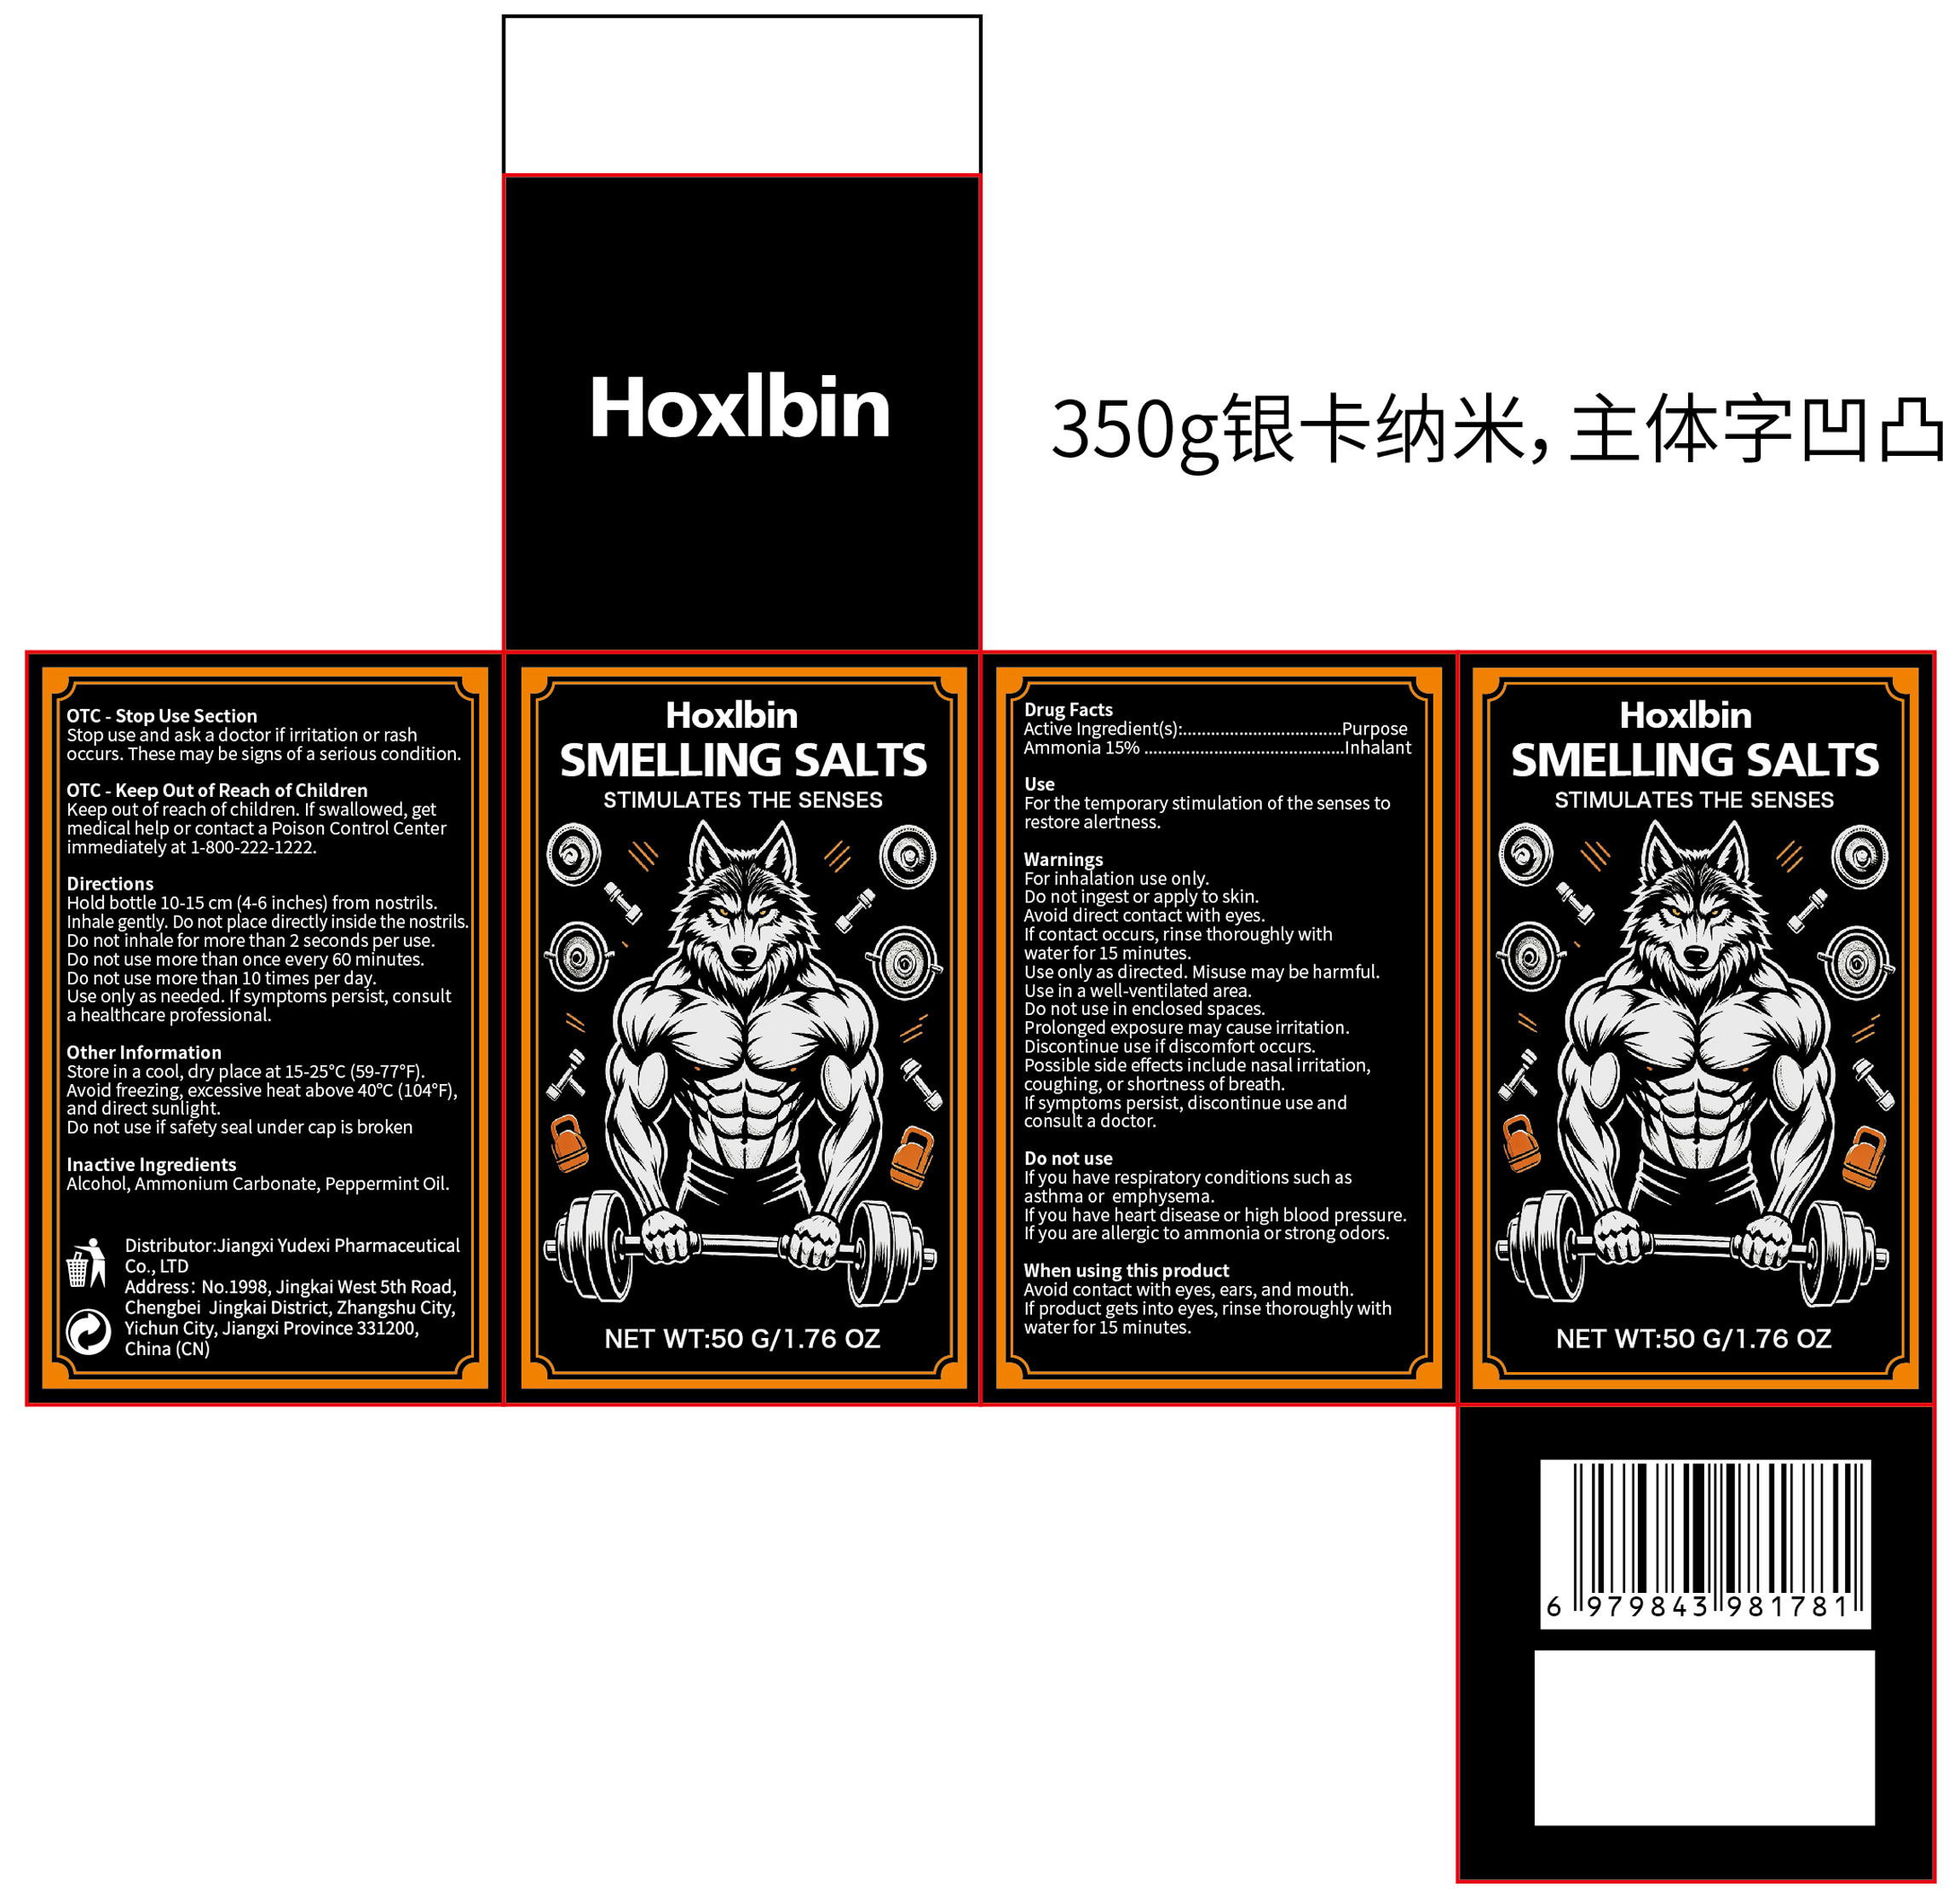 Hoxlbin
350g银卡纳米，主体字凹凸
OTC - Stop Use Section
Stop use and ask a doctor if irritation or rash
occurs. These may be signs of a serious condition.
OTC - Keep Out of Reach of Children
Keep out of reach of children. If swallowed, get
medical help or contact a Poison Control Center
immediately at 1-800-222-1222.
Directions
Hold bottle 10-15 cm (4-6 inches) from nostrils.
Inhale gently. Do not place directly inside the nostrils.
Do not inhale for more than 2 seconds per use.
Do not use more than once every 60 minutes.
Do not use more than 10 times per day.
Use only as needed. If symptoms persist, consult
a healthcare professional.
Other Information
Store in a cool, dry place at 15-25°C (59-77°F).
Avoid freezing, excessive heat above 40°C (104°F),
and direct sunlight.
Do not use if safety seal under cap is broken
Inactive Ingredients
Alcohol, Ammonium Carbonate, Peppermint Oil.
Distributor:Jiangxi Yudexi Pharmaceutical
Co., LTD
Address：No.1998, Jingkai West 5th Road,
Chengbei  Jingkai District, Zhangshu City,
Yichun City, Jiangxi Province 331200,
China (CN)
Hoxlbin
SMELLING SALTS
STIMULATES THE SENSES
NET WT:50 G/1.76 OZ
Drug Facts
Active Ingredient(s):..................................Purpose
Ammonia 15% ...........................................Inhalant
Use
For the temporary stimulation of the senses to
restore alertness.
Warnings
For inhalation use only.
Do not ingest or apply to skin.
Avoid direct contact with eyes.
If contact occurs, rinse thoroughly with
water for 15 minutes.
Use only as directed. Misuse may be harmful.
Use in a well-ventilated area.
Do not use in enclosed spaces.
Prolonged exposure may cause irritation.
Discontinue use if discomfort occurs.
Possible side effects include nasal irritation,
coughing, or shortness of breath.
If symptoms persist, discontinue use and
consult a doctor.
Do not use
If you have respiratory conditions such as
asthma or  emphysema.
If you have heart disease or high blood pressure.
If you are allergic to ammonia or strong odors.
When using this product
Avoid contact with eyes, ears, and mouth.
If product gets into eyes, rinse thoroughly with
water for 15 minutes.
Hoxlbin
SMELLING SALTS
STIMULATES THE SENSES
NET WT:50 G/1.76 OZ
6 979843 981781